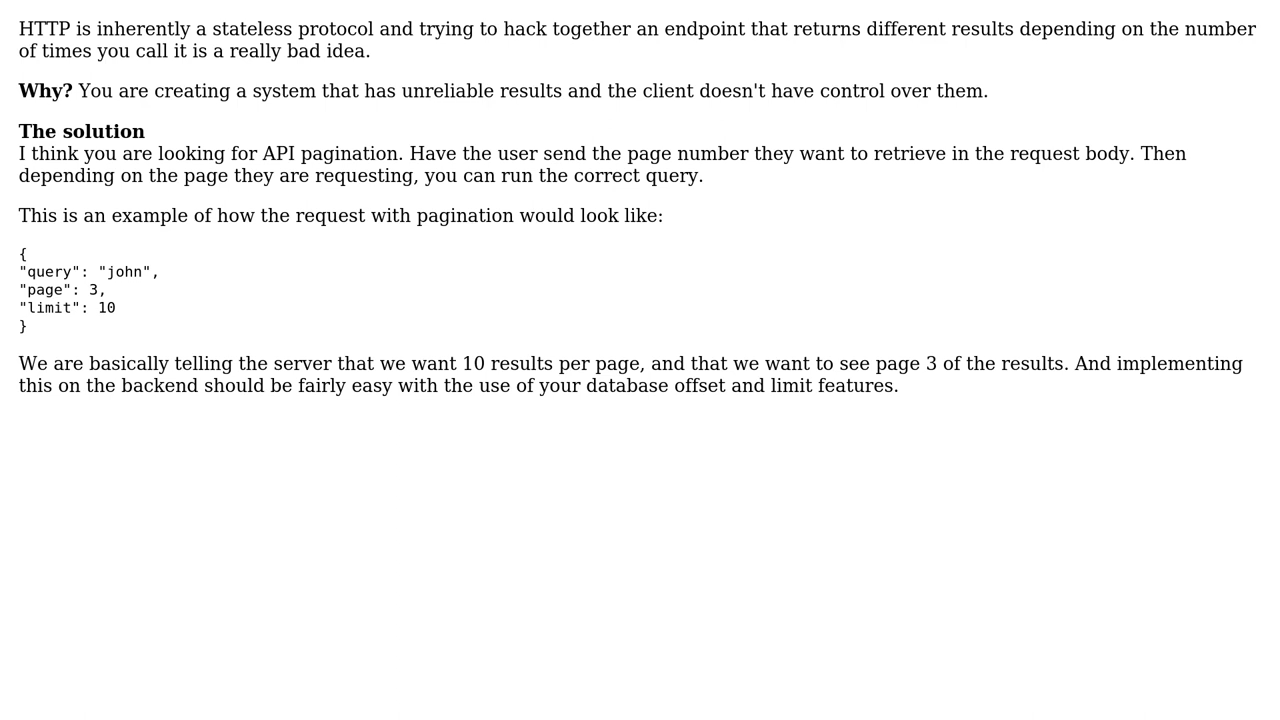 HTTP is inherently a stateless protocol and trying to hack together an endpoint that returns different results depending on the number
of times you call it is a really bad idea.
Why? You are creating a system that has unreliable results and the client doesn't have control over them.
The solution
I think you are looking for API pagination. Have the user send the page number they want to retrieve in the request body. Then
depending on the page they are requesting, you can run the correct query.
This is an example of how the request with pagination would look like:
{
"query": "john",
"page": 3,
"limit": 10
}
We are basically telling the server that we want 10 results per page, and that we want to see page 3 of the results. And implementing
this on the backend should be fairly easy with the use of your database offset and limit features.